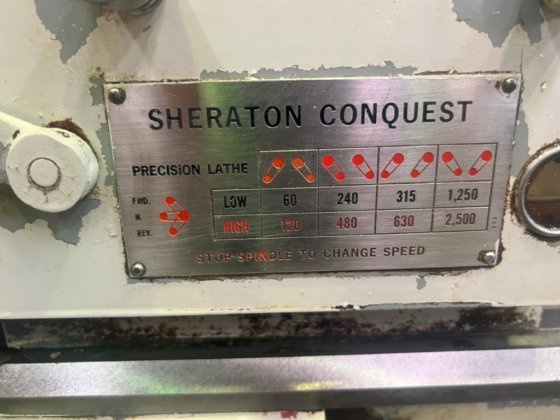 SHERATON CONQUEST
PRECISION LATHE
FWD. LOW 60 240 315 1,250
N.
REV. HIGH 120 480 630 2,500
STOP SPINDLE TO CHANGE SPEED